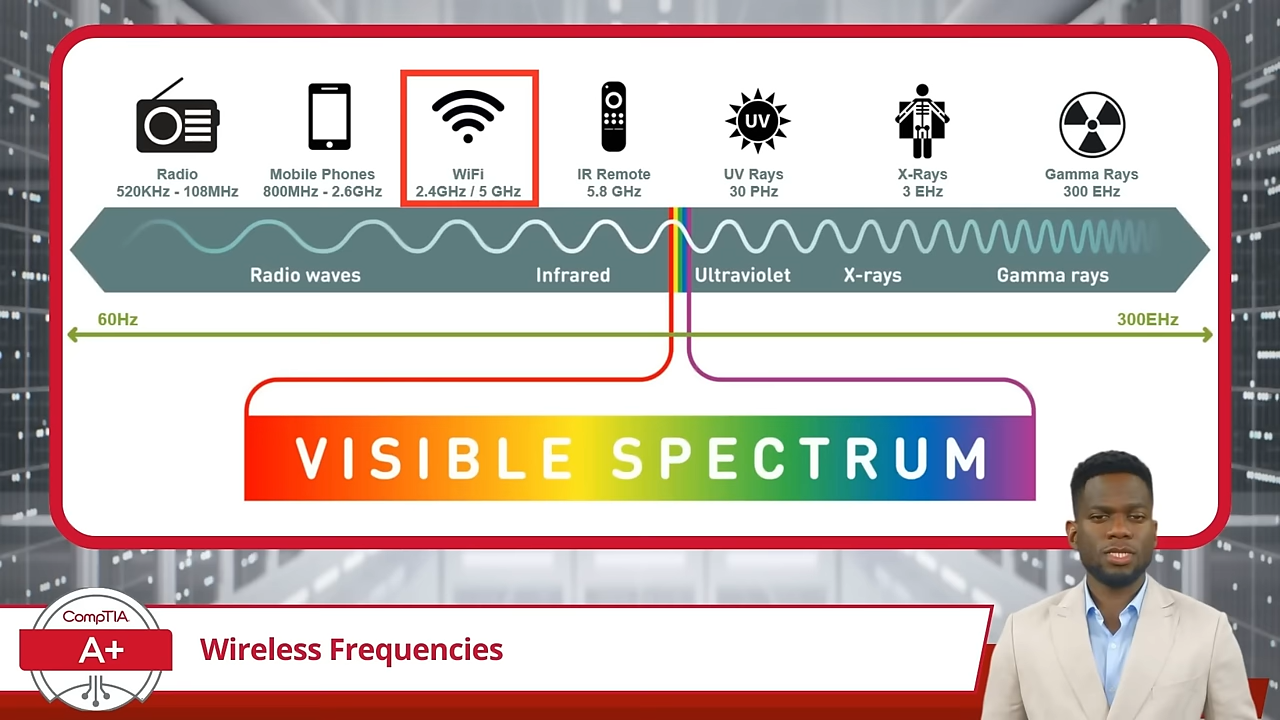 UV
Radio
520KHz - 108MHz
Mobile Phones
800MHz - 2.6GHz
WiFi
2.4GHz / 5 GHz
IR Remote
5.8 GHz
UV Rays
30 PHz
X-Rays
3 EHz
Gamma Rays
300 EHz
Radio waves
Infrared
Ultraviolet
X-rays
Gamma rays
60Hz
300EHz
VISIBLE SPECTRUM
CompTIA
A+
Wireless Frequencies